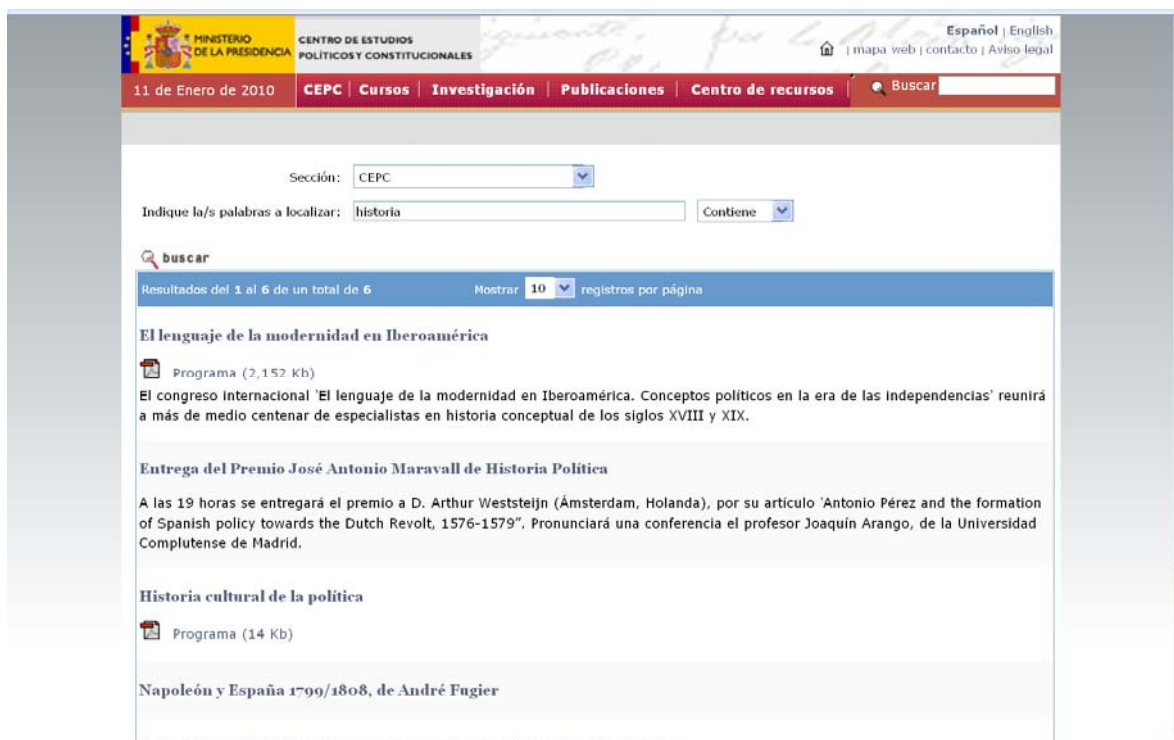 MINISTERIO
DE LA PRESIDENCIA
CENTRO DE ESTUDIOS
POLÍTICOS Y CONSTITUCIONALES
Español | English
| mapa web | contacto | Aviso legal
11 de Enero de 2010
CEPC | Cursos | Investigación | Publicaciones | Centro de recursos |
Buscar
Sección: CEPC
Indique la/s palabras a localizar: historia Contiene
buscar
Resultados del 1 al 6 de un total de 6 Mostrar 10 registros por página
El lenguaje de la modernidad en Iberoamérica
Programa (2,152 Kb)
El congreso internacional 'El lenguaje de la modernidad en Iberoamérica. Conceptos políticos en la era de las independencias' reunirá
a más de medio centenar de especialistas en historia conceptual de los siglos XVIII y XIX.
Entrega del Premio José Antonio Maravall de Historia Política
A las 19 horas se entregará el premio a D. Arthur Weststeijn (Ámsterdam, Holanda), por su artículo 'Antonio Pérez and the formation
of Spanish policy towards the Dutch Revolt, 1576-1579". Pronunciará una conferencia el profesor Joaquín Arango, de la Universidad
Complutense de Madrid.
Historia cultural de la política
Programa (14 Kb)
Napoleón y España 1799/1808, de André Fugier